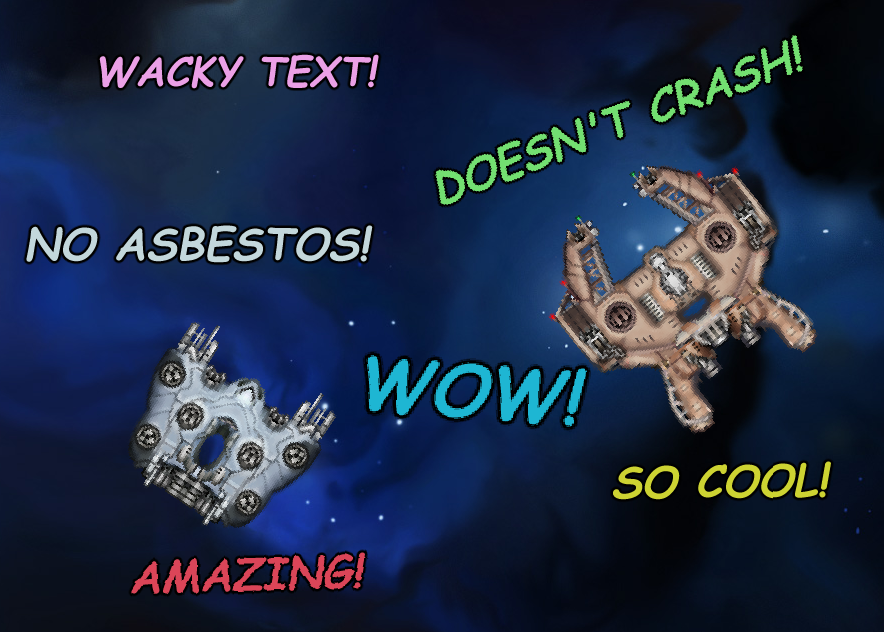 WACKY TEXT!
DOESN'T CRASH!
NO ASBESTOS!
WOW!
SO COOL!
AMAZING!